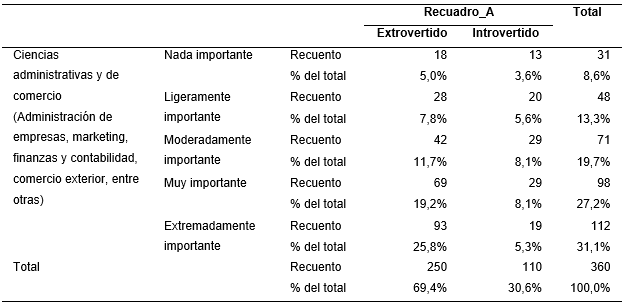 Recuadro_A Total
Extrovertido Introvertido
Ciencias Nada importante Recuento 18 13 31
administrativas y de % del total 5,0% 3,6% 8,6%
comercio Ligeramente Recuento 28 20 48
(Administración de importante % del total 7,8% 5,6% 13,3%
empresas, marketing, Moderadamente Recuento 42 29 71
finanzas y contabilidad, importante % del total 11,7% 8,1% 19,7%
comercio exterior, entre Muy importante Recuento 69 29 98
otras) % del total 19,2% 8,1% 27,2%
Extremadamente Recuento 93 19 112
importante % del total 25,8% 5,3% 31,1%
Total Recuento 250 110 360
% del total 69,4% 30,6% 100,0%